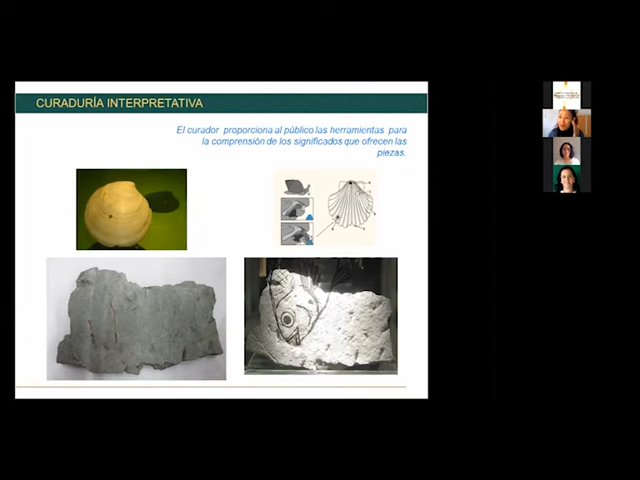 CURADURÍA INTERPRETATIVA
El curador proporciona al público las herramientas para
la comprensión de los significados que ofrecen las
piezas.